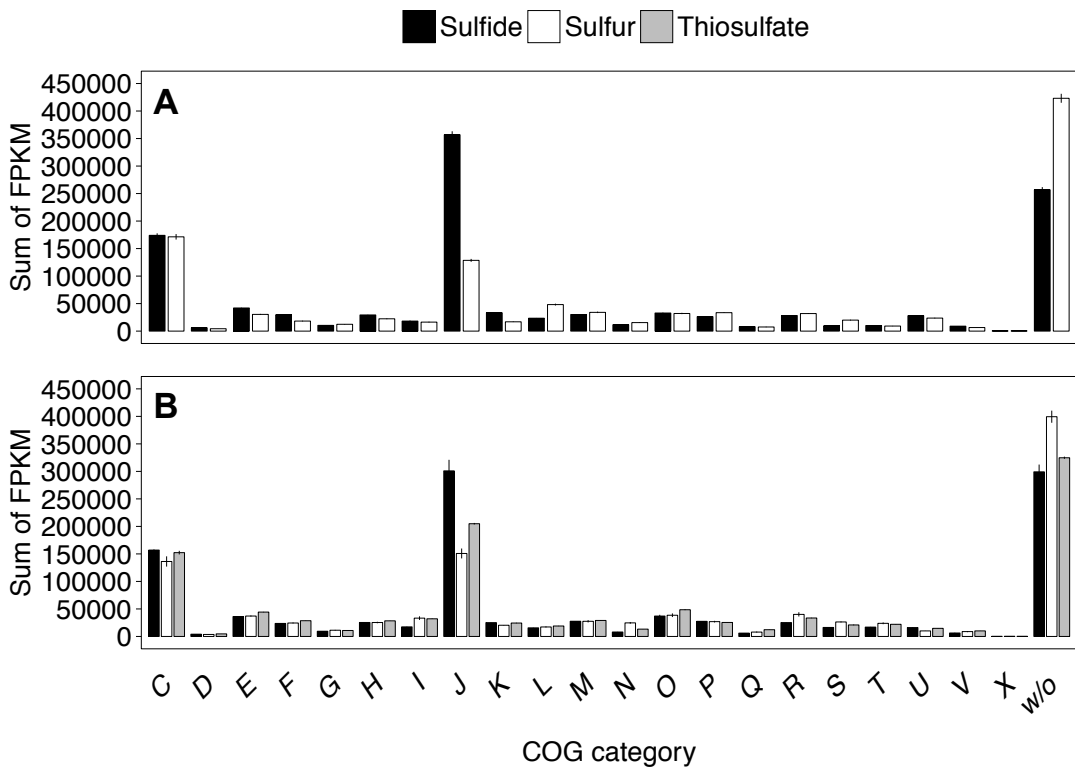 Sulfide Sulfur Thiosulfate
A
450000
400000
350000
300000
250000
200000
150000
100000
50000
0
Sum of FPKM
B
450000
400000
350000
300000
250000
200000
150000
100000
50000
0
Sum of FPKM
C D E F G H I J K L M N O P Q R S T U V X w/o
COG category